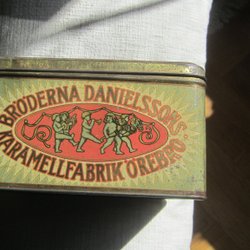 BRÖDERNA DANIELSSONS
KARAMELLFABRIK ÖREBRO